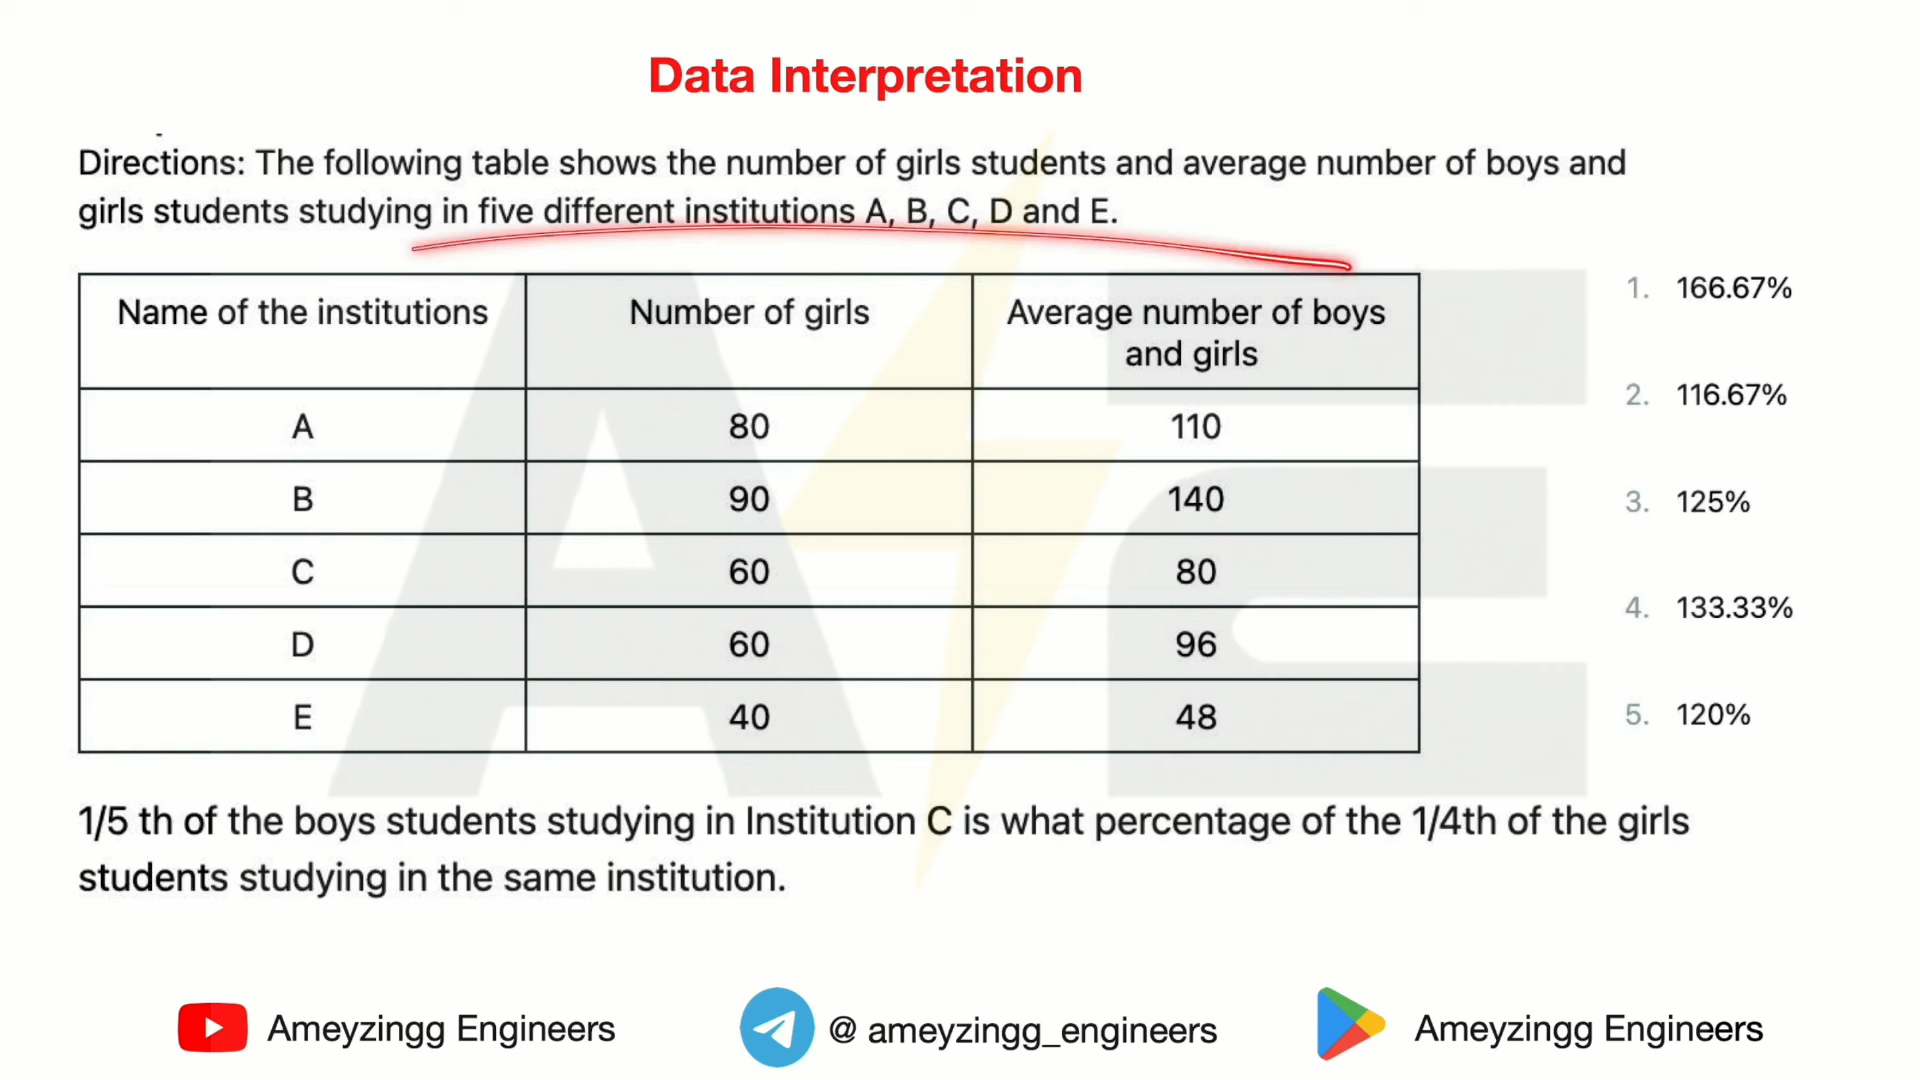 Data Interpretation
Directions: The following table shows the number of girls students and average number of boys and
girls students studying in five different institutions A, B, C, D and E.
Name of the institutions Number of girls Average number of boys
and girls
A 80 110
B 90 140
C 60 80
D 60 96
E 40 48
1. 166.67%
2. 116.67%
3. 125%
4. 133.33%
5. 120%
1/5 th of the boys students studying in Institution C is what percentage of the 1/4th of the girls
students studying in the same institution.
Ameyzingg Engineers @ ameyzingg_engineers Ameyzingg Engineers